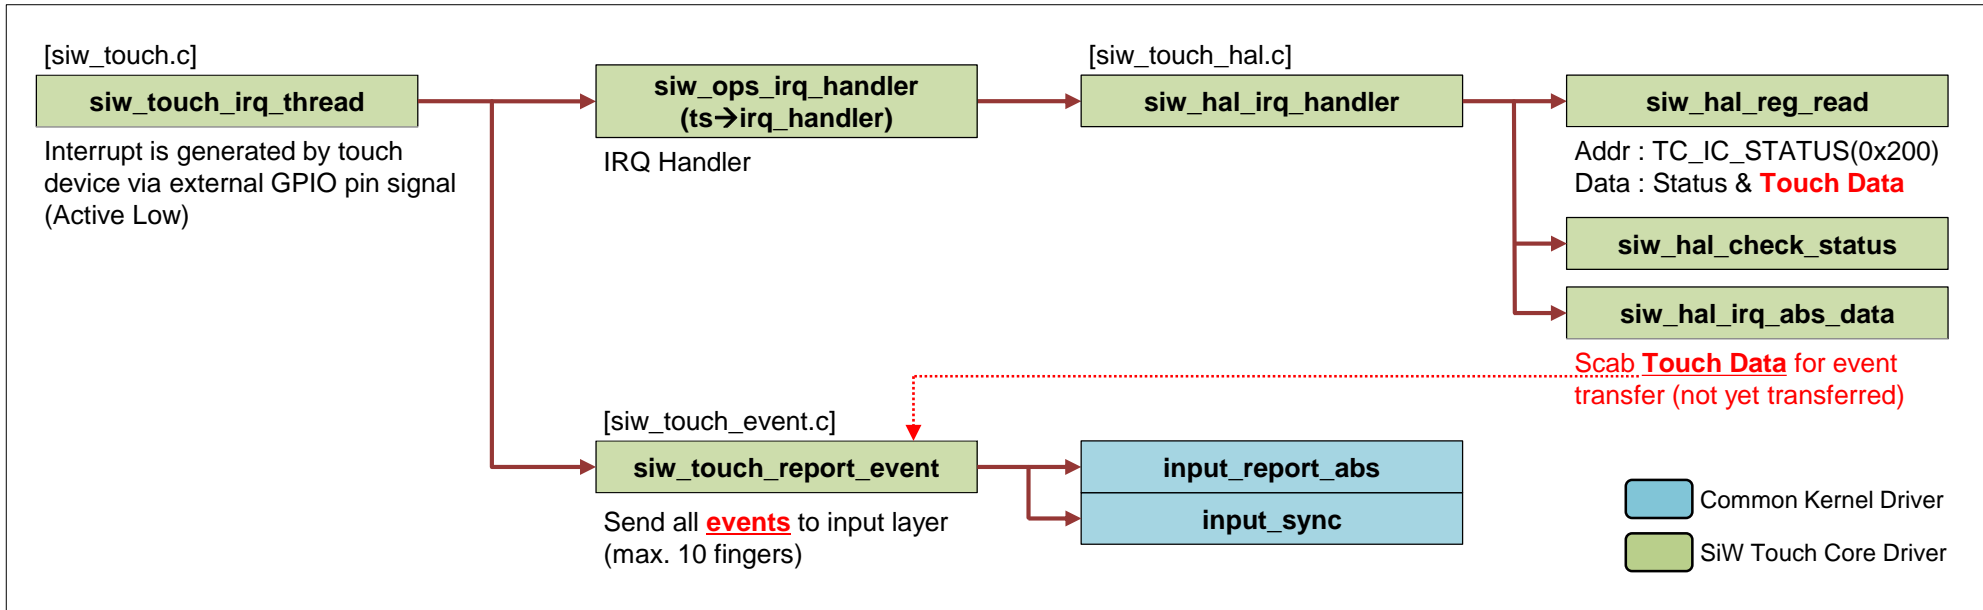 [siw_touch.c]
siw_touch_irq_thread
Interrupt is generated by touch
device via external GPIO pin signal
(Active Low)
siw_ops_irq_handler
(ts→irq_handler)
IRQ Handler
[siw_touch_hal.c]
siw_hal_irq_handler
siw_hal_reg_read
Addr : TC_IC_STATUS(0x200)
Data : Status & Touch Data
siw_hal_check_status
siw_hal_irq_abs_data
Scab Touch Data for event
transfer (not yet transferred)
[siw_touch_event.c]
siw_touch_report_event
Send all events to input layer
(max. 10 fingers)
input_report_abs
input_sync
Common Kernel Driver
SiW Touch Core Driver